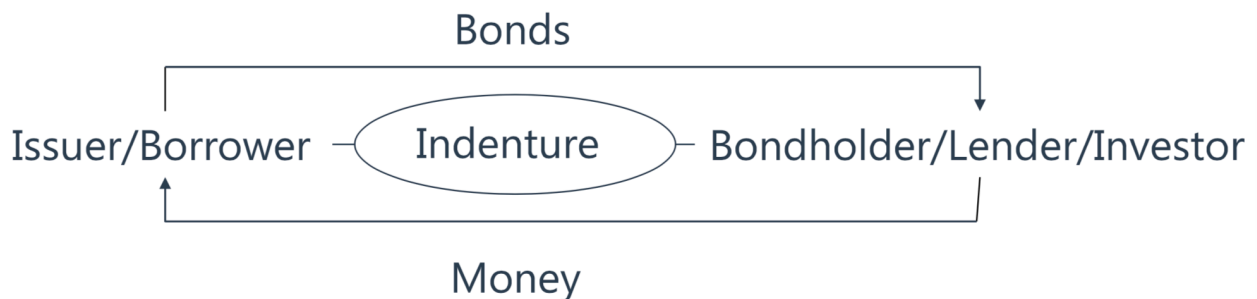 Bonds
Issuer/Borrower
Indenture
Bondholder/Lender/Investor
Money